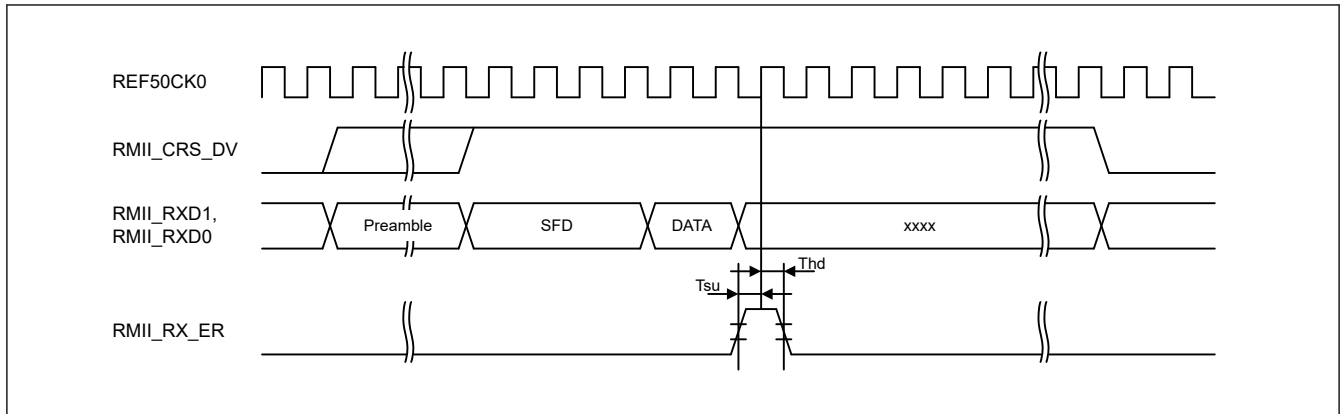 REF50CK0
RMII_CRS_DV
RMII_RXD1,
RMII_RXD0
Preamble SFD DATA xxxx
Thd
Tsu
RMII_RX_ER